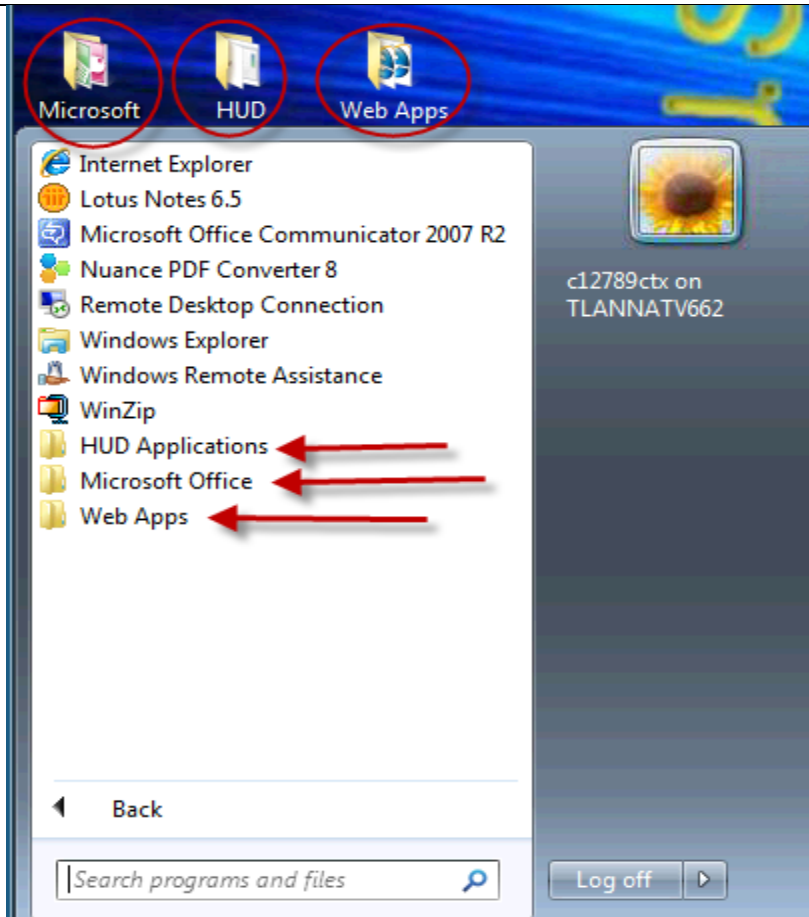 Microsoft HUD Web Apps
Internet Explorer
Lotus Notes 6.5
Microsoft Office Communicator 2007 R2
Nuance PDF Converter 8
Remote Desktop Connection
Windows Explorer
Windows Remote Assistance
WinZip
HUD Applications
Microsoft Office
Web Apps
Back
Search programs and files
c12789ctx on
TLANNATV662
Log off